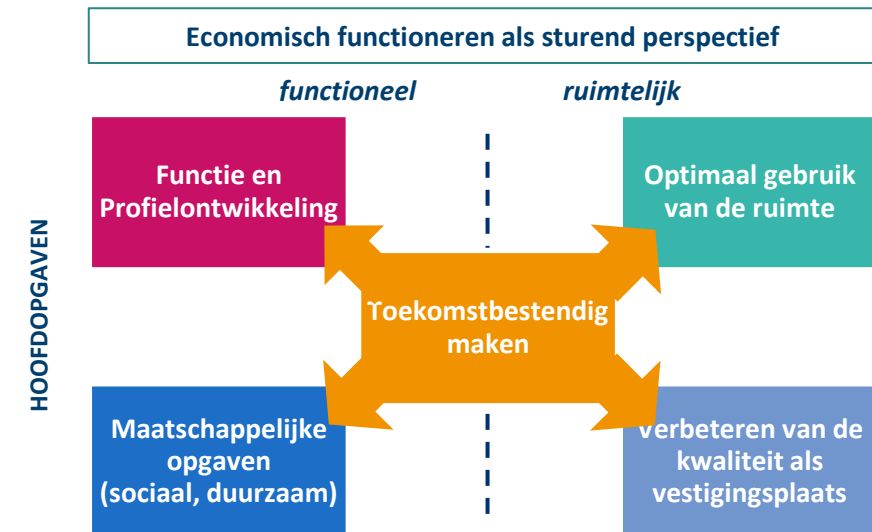 Economisch functioneren als sturend perspectief
functioneel
ruimtelijk
HOOFDOPGAVEN
Functie en
Profielontwikkeling
Optimaal gebruik
van de ruimte
Toekomstbestendig
maken
Maatschappelijke
opgaven
(sociaal, duurzaam)
Verbeteren van de
kwaliteit als
vestigingsplaats